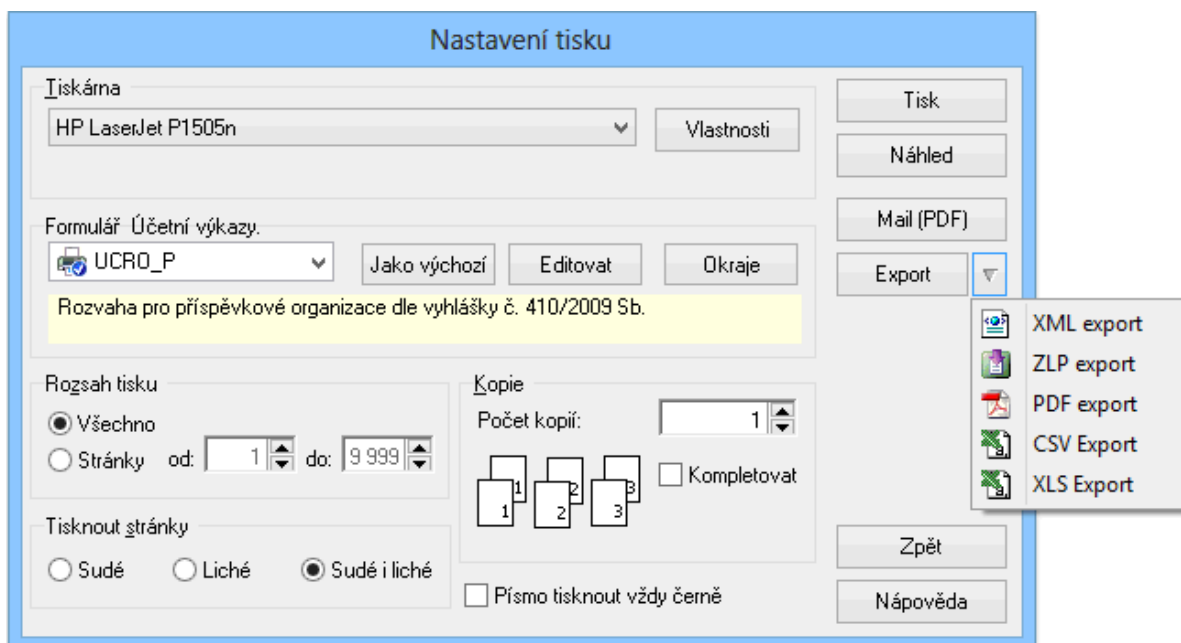 Nastavení tisku
Tiskárna
HP LaserJet P1505n
Vlastnosti
Formulář Účetní výkazy.
UCRO_P
Jako výchozí
Editovat
Okraje
Rozvaha pro příspěvkové organizace dle vyhlášky č. 410/2009 Sb.
Rozsah tisku
Všechno
Stránky od: 1 do: 9 999
Tisknout stránky
Sudé
Liché
Sudé i liché
Kopie
Počet kopií: 1
1 1 2 2 3 3
Kompletovat
Písmo tisknout vždy černě
Tisk
Náhled
Mail (PDF)
Export
XML export
ZLP export
PDF export
CSV Export
XLS Export
Zpět
Nápověda